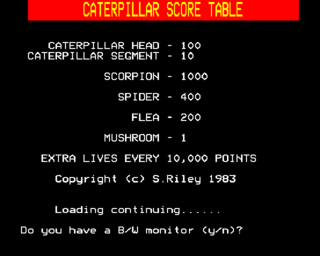 CATERPILLAR SCORE TABLE
CATERPILLAR HEAD - 100
CATERPILLAR SEGMENT - 10
SCORPION - 1000
SPIDER - 400
FLEA - 200
MUSHROOM - 1
EXTRA LIVES EVERY 10,000 POINTS
Copyright (c) S.Riley 1983
Loading continuing......
Do you have a B/W monitor (y/n)?